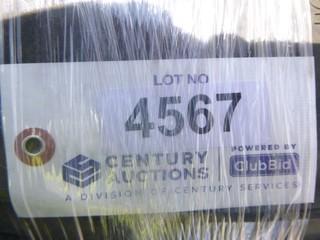 LOT NO
4567
CENTURY
AUCTIONS
POWERED BY
ClubBid
A DIVISION OF CENTURY SERVICES